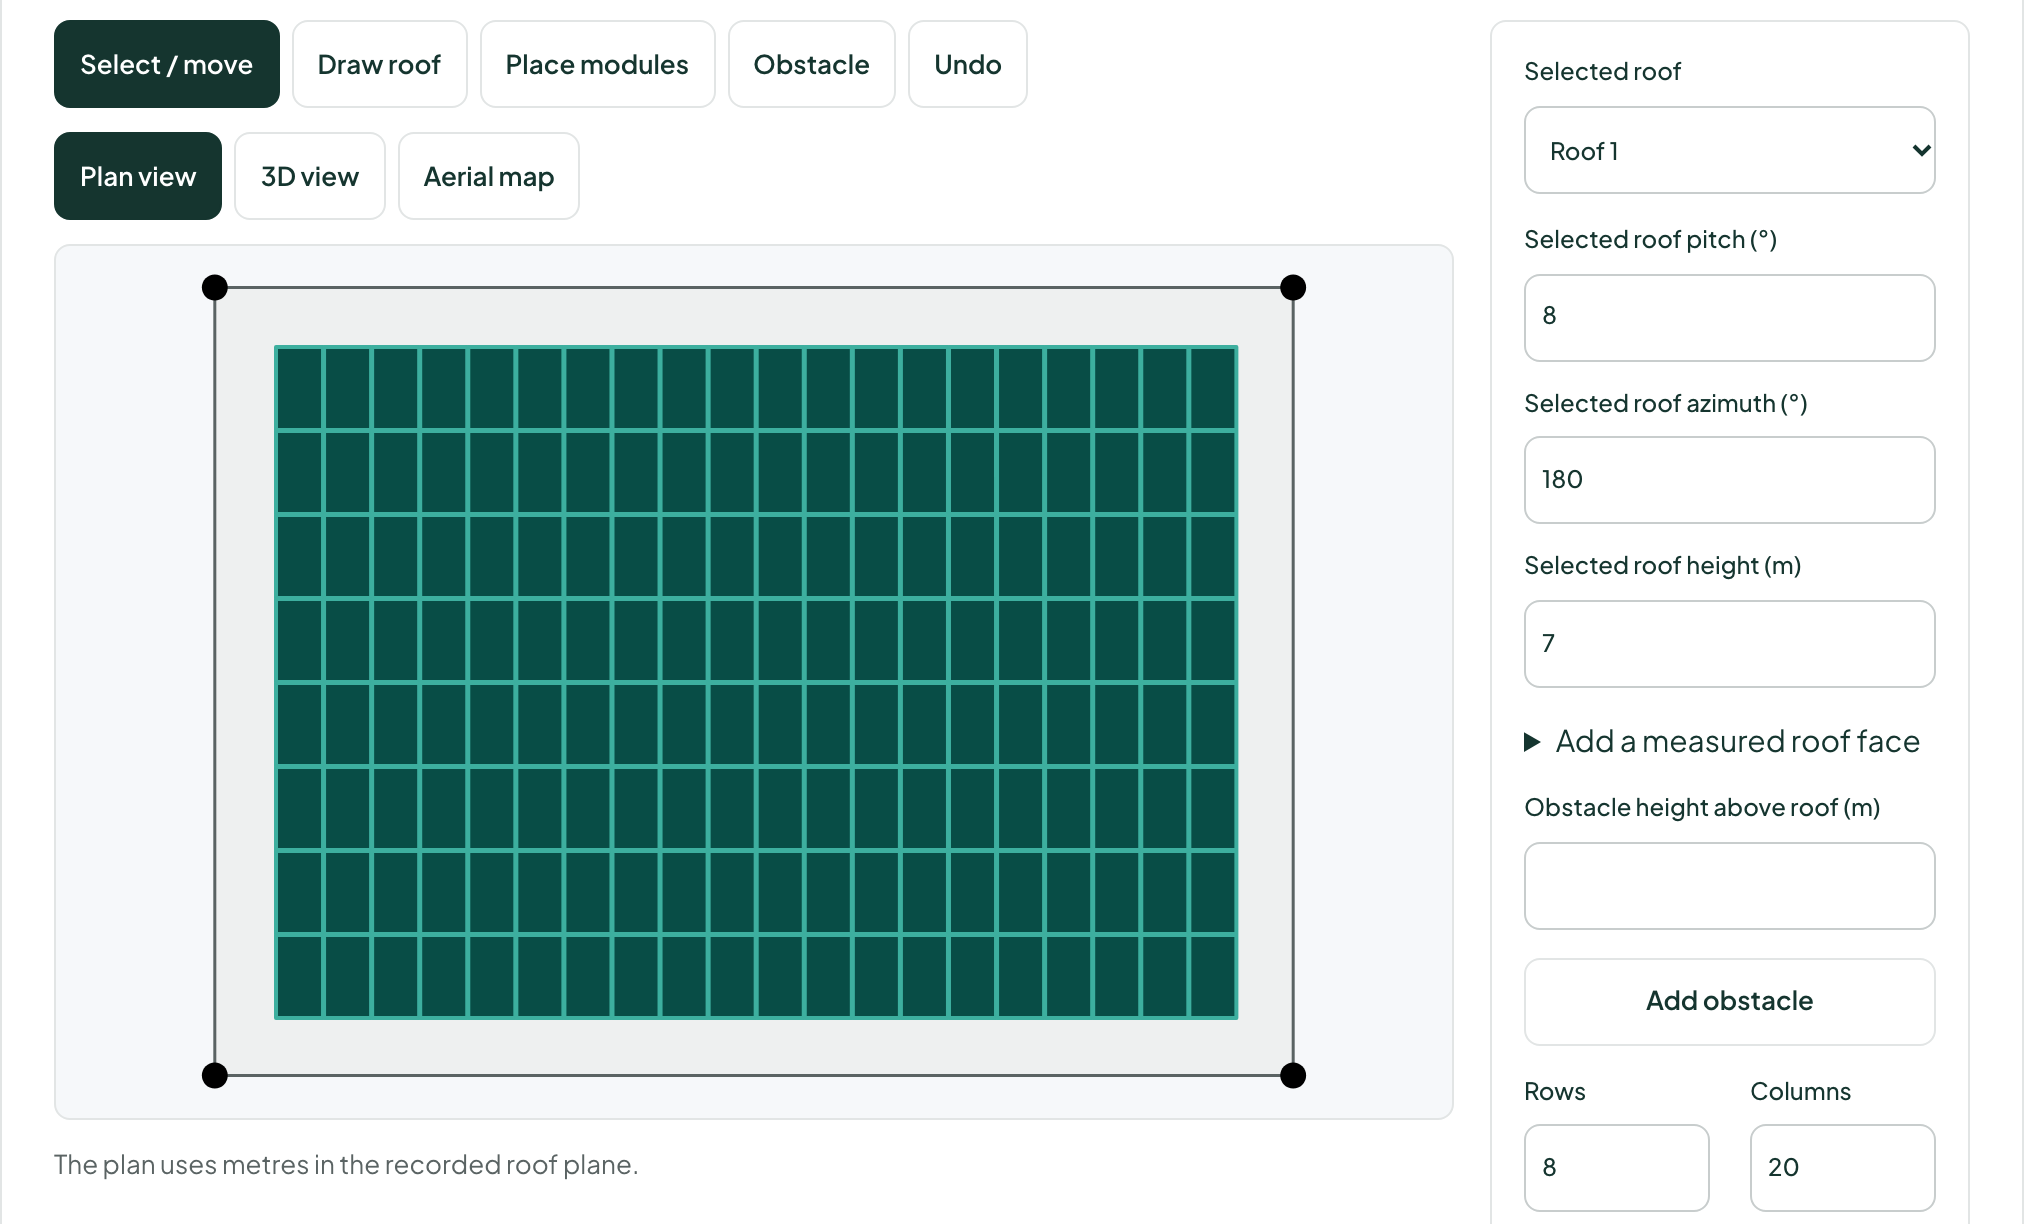 Select / move
Draw roof
Place modules
Obstacle
Undo
Plan view
3D view
Aerial map
The plan uses metres in the recorded roof plane.
Selected roof
Roof 1
Selected roof pitch (°)
8
Selected roof azimuth (°)
180
Selected roof height (m)
7
Add a measured roof face
Obstacle height above roof (m)
Add obstacle
Rows
Columns
8
20